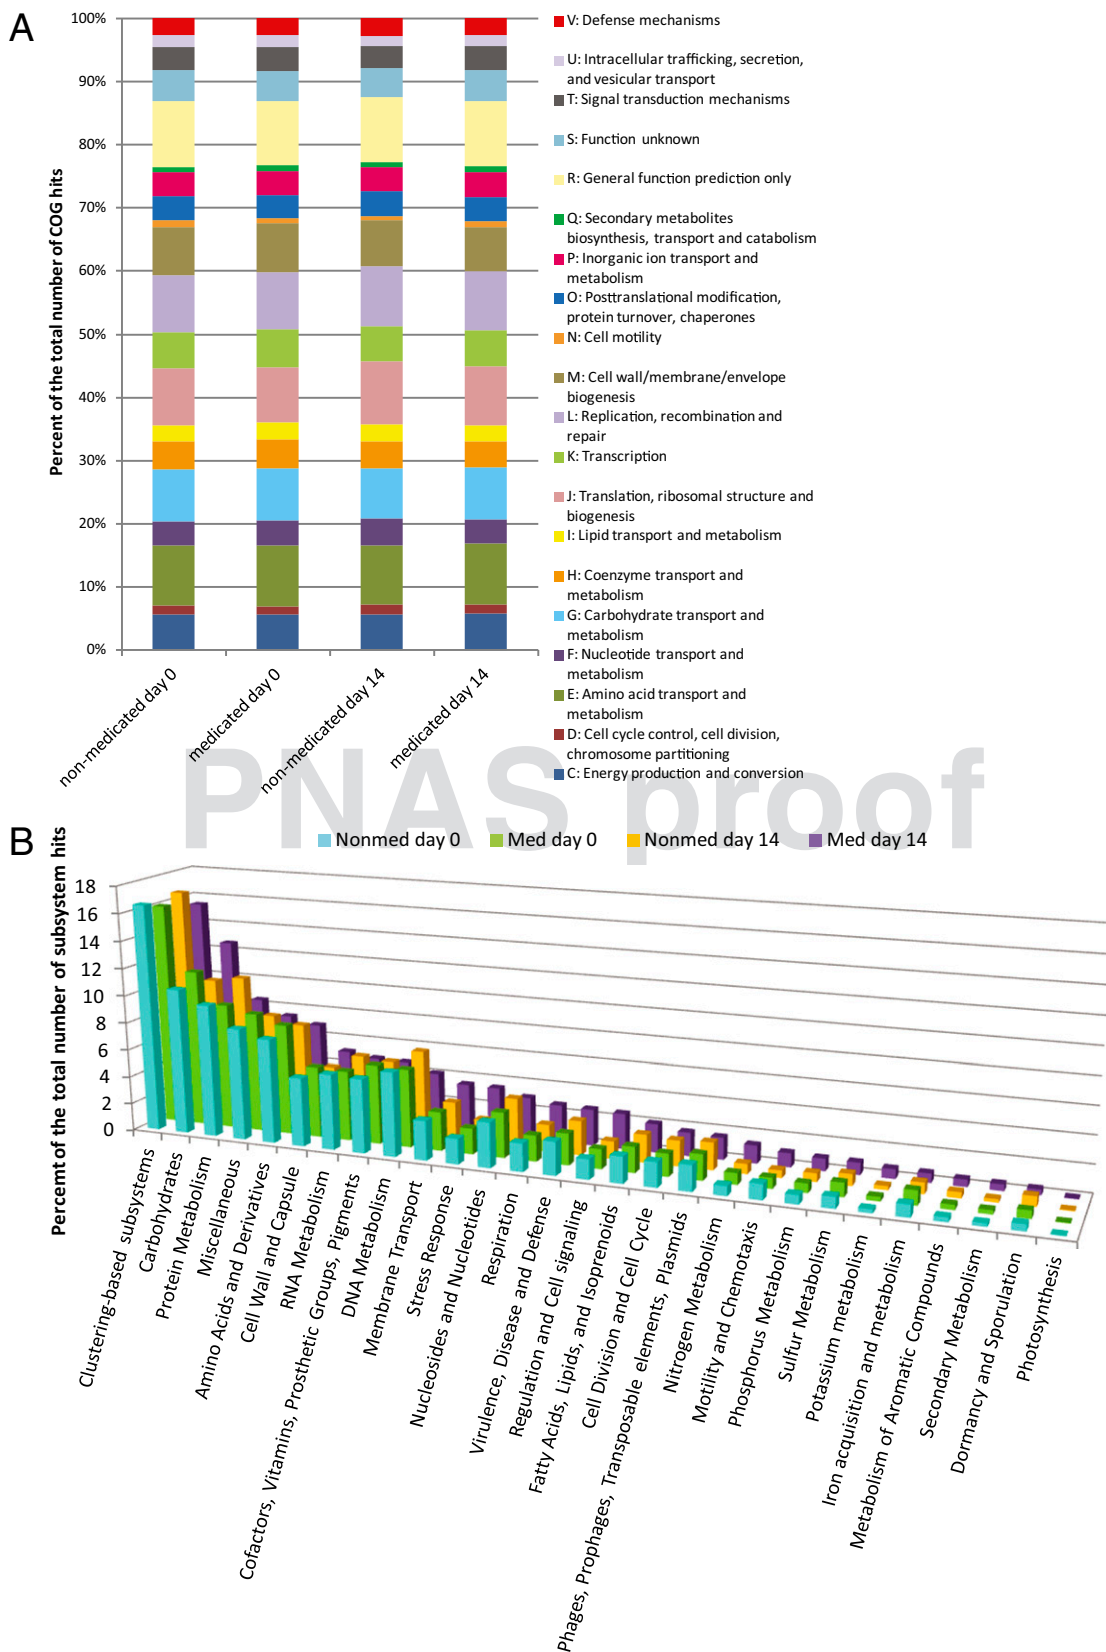 A
Percent of the total number of COG hits
100%
90%
80%
70%
60%
50%
40%
30%
20%
10%
0%
non-medicated day 0
medicated day 0
non-medicated day 14
medicated day 14
V: Defense mechanisms
U: Intracellular trafficking, secretion,
and vesicular transport
T: Signal transduction mechanisms
S: Function unknown
R: General function prediction only
Q: Secondary metabolites
biosynthesis, transport and catabolism
P: Inorganic ion transport and
metabolism
O: Posttranslational modification,
protein turnover, chaperones
N: Cell motility
M: Cell wall/membrane/envelope
biogenesis
L: Replication, recombination and
repair
K: Transcription
J: Translation, ribosomal structure and
biogenesis
I: Lipid transport and metabolism
H: Coenzyme transport and
metabolism
G: Carbohydrate transport and
metabolism
F: Nucleotide transport and
metabolism
E: Amino acid transport and
metabolism
D: Cell cycle control, cell division,
chromosome partitioning
C: Energy production and conversion
PNAS proof
B
Nonmed day 0 Med day 0 Nonmed day 14 Med day 14
Percemt of the total number of subsystem hits
18
16
14
12
10
8
6
4
2
0
Clustering-based subsystems
Carbohydrates
Protein Metabolism
Miscellaneous
Amino Acids and Derivatives
Cell Wall and Capsule
RNA Metabolism
Cofactors, Vitamins, Prosthetic Groups, Pigments
DNA Metabolism
Membrane Transport
Stress Response
Nucleosides and Nucleotides
Respiration
Virulence, Disease and Defense
Regulation and Cell signaling
Fatty Acids, Lipids, and Isoprenoids
Cell Division and Cell Cycle
Phages, Prophages, Transposable elements, Plasmids
Nitrogen Metabolism
Motility and Chemotaxis
Phosphorus Metabolism
Sulfur Metabolism
Potassium metabolism
Iron acquisition and metabolism
Metabolism of Aromatic Compounds
Secondary Metabolism
Dormancy and Sporulation
Photosynthesis